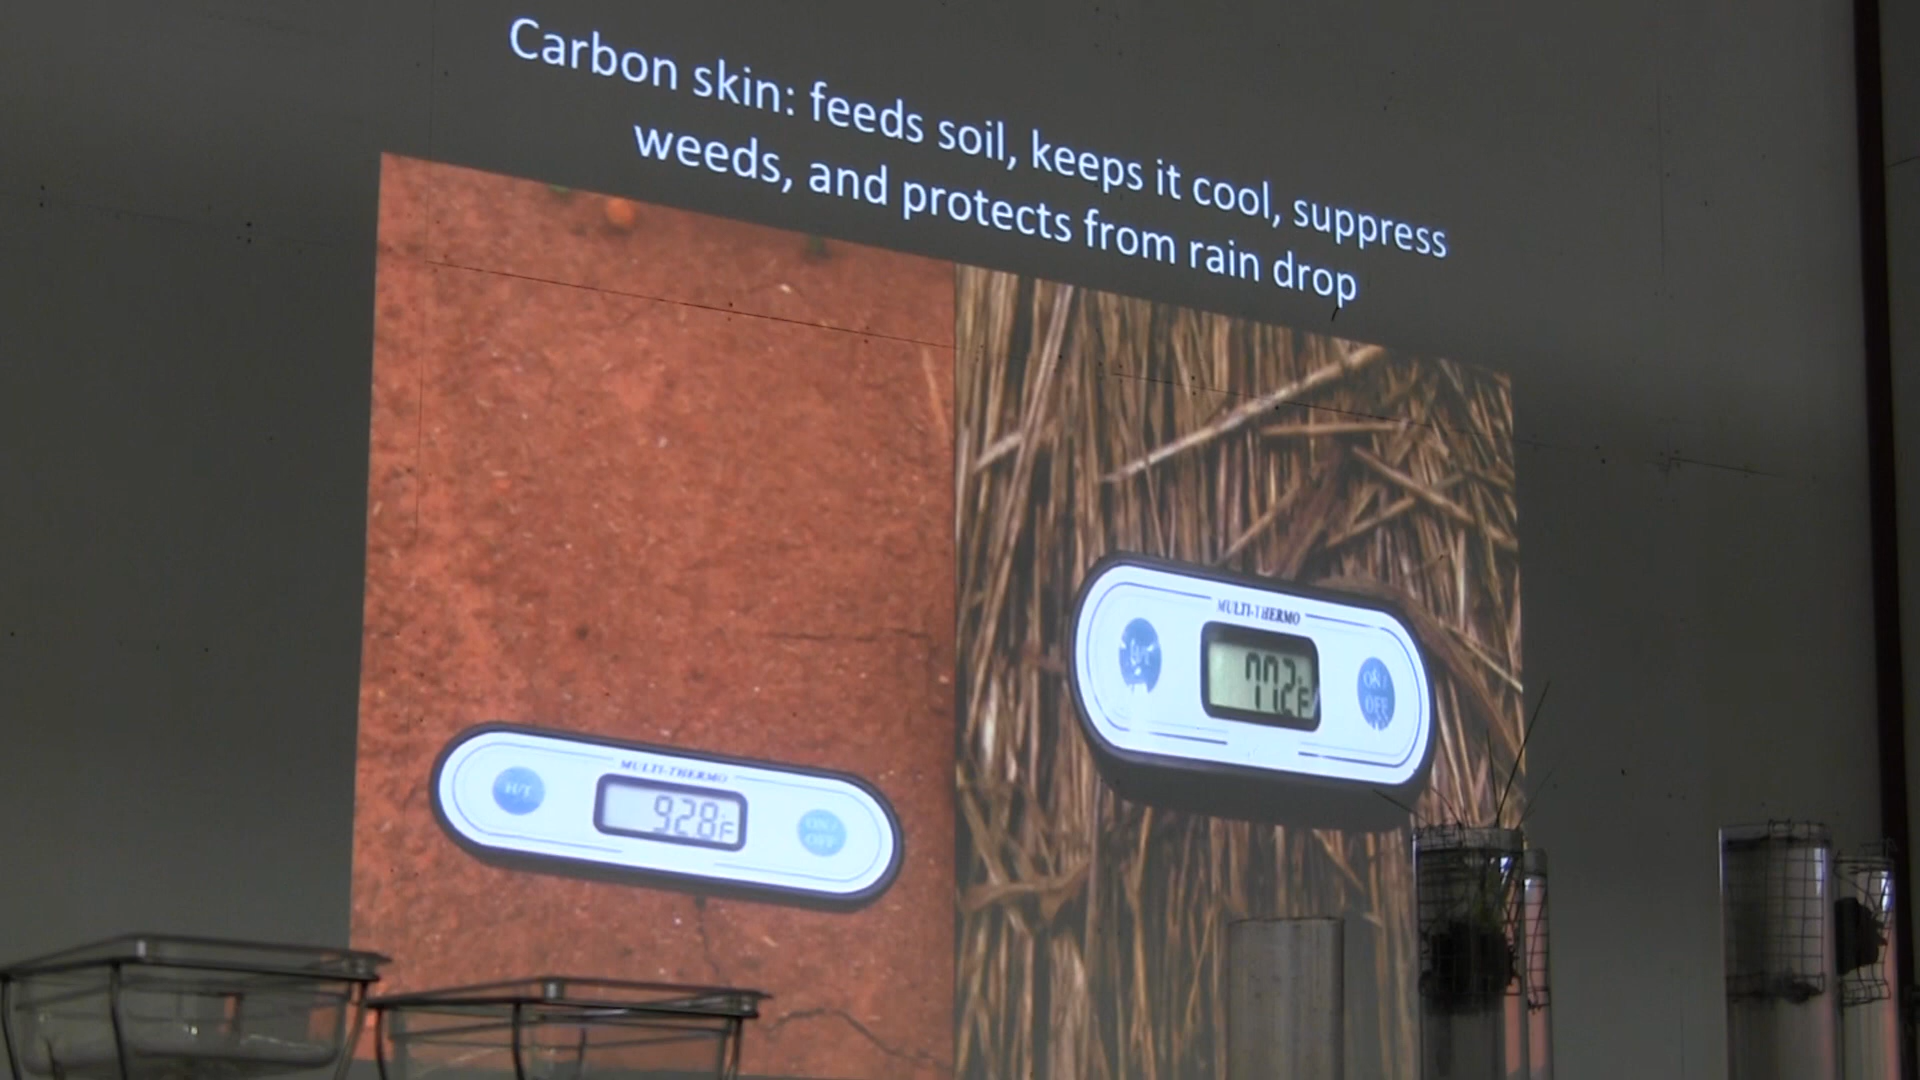 Carbon skin: feeds soil, keeps it cool, suppress
weeds, and protects from rain drop
MULTI-THERMO
H/T
92.8°F
ON/
OFF
MULTI-THERMO
H/T
77.2°F
ON/
OFF